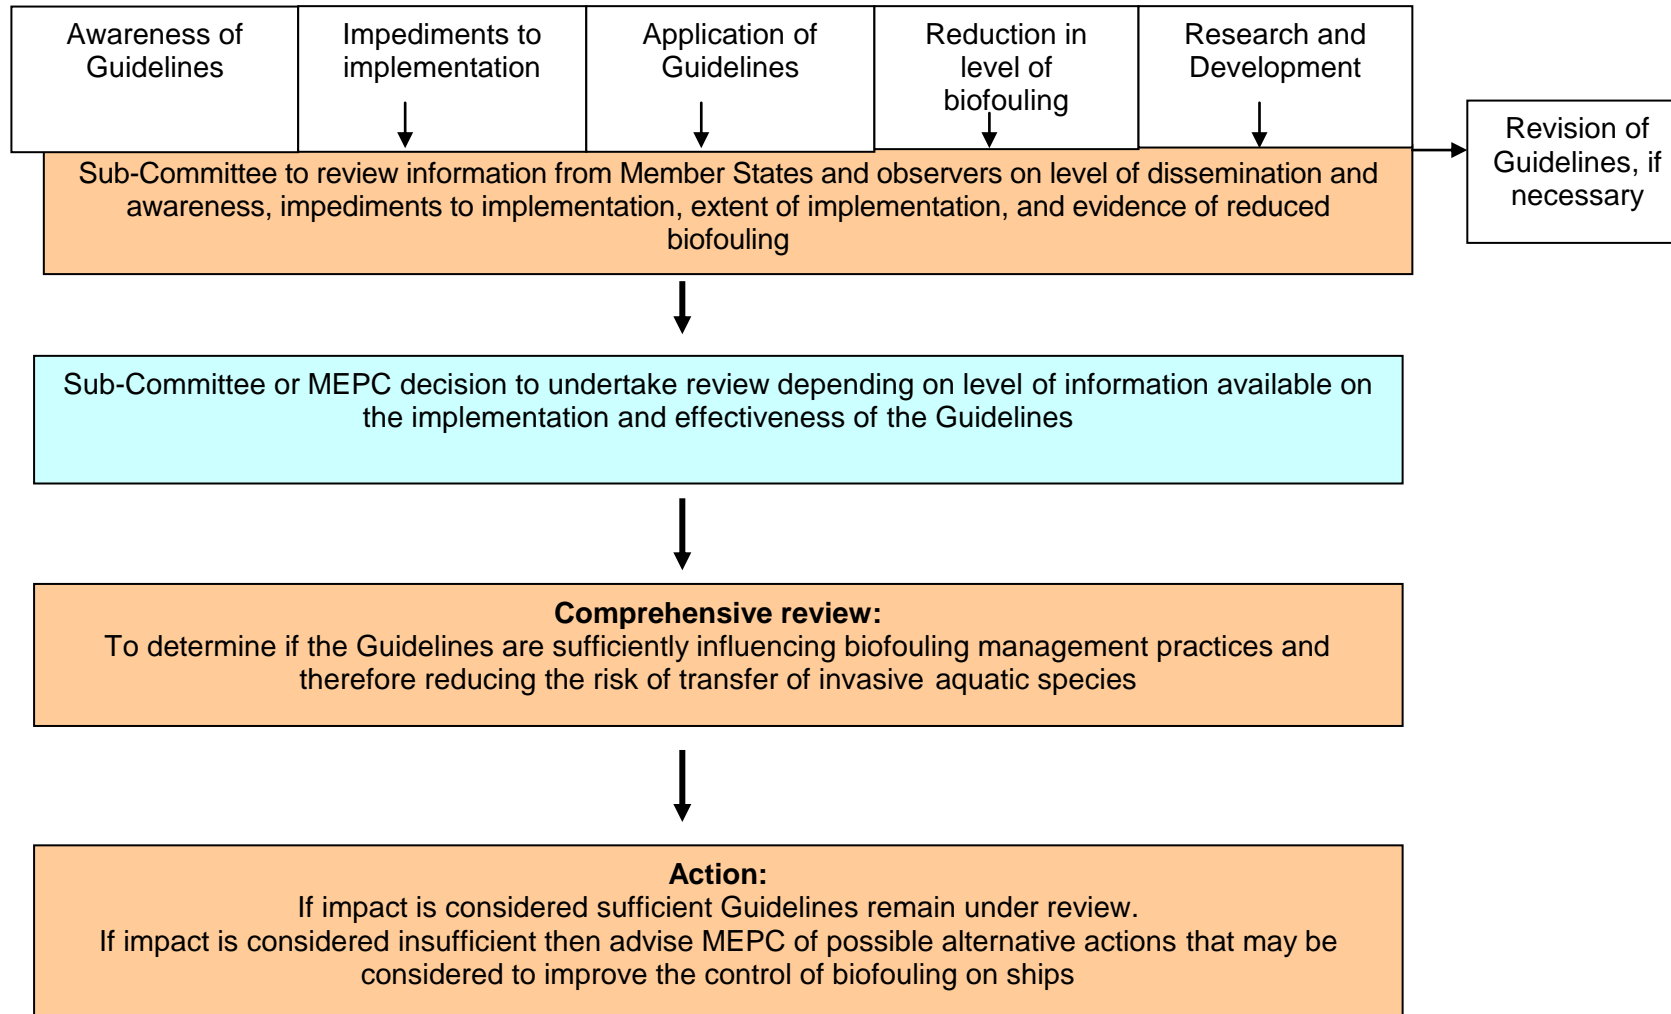 Awareness of
Guidelines
Impediments to
implementation
Application of
Guidelines
Reduction in
level of
biofouling
Research and
Development
Revision of
Guidelines, if
necessary
Sub-Committee to review information from Member States and observers on level of dissemination and
awareness, impediments to implementation, extent of implementation, and evidence of reduced
biofouling
Sub-Committee or MEPC decision to undertake review depending on level of information available on
the implementation and effectiveness of the Guidelines
Comprehensive review:
To determine if the Guidelines are sufficiently influencing biofouling management practices and
therefore reducing the risk of transfer of invasive aquatic species
Action:
If impact is considered sufficient Guidelines remain under review.
If impact is considered insufficient then advise MEPC of possible alternative actions that may be
considered to improve the control of biofouling on ships